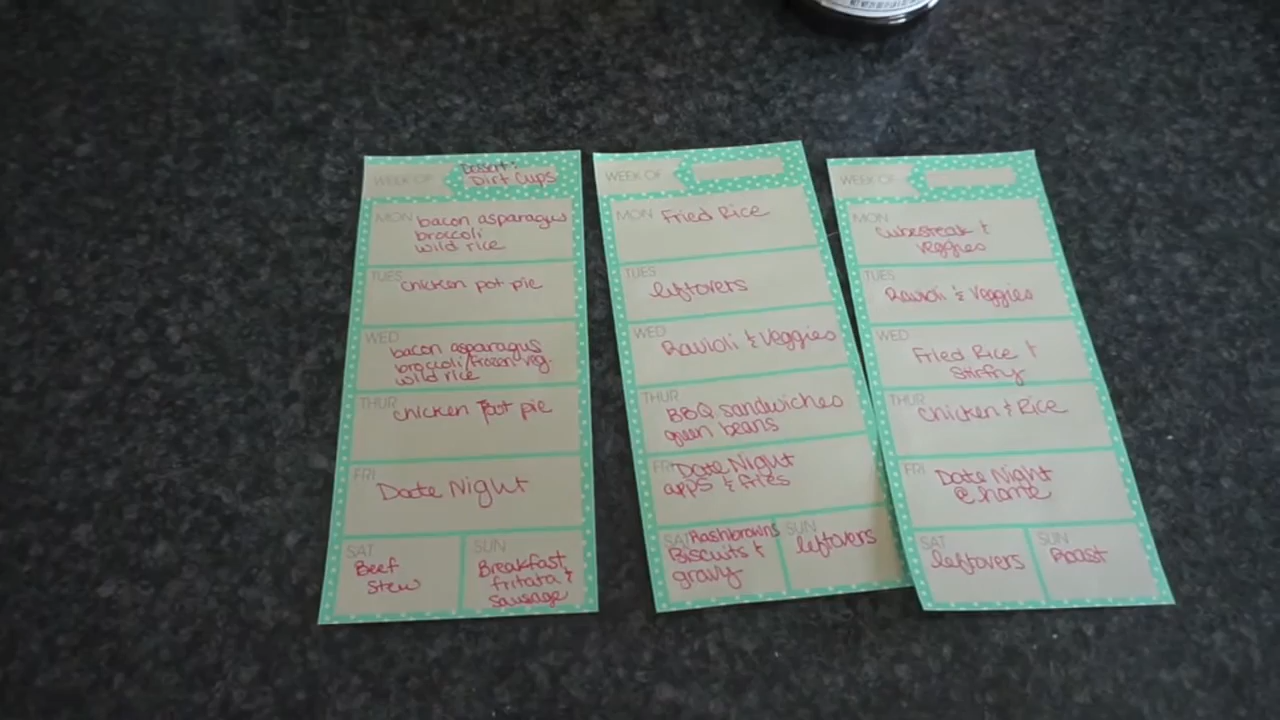 WEEK OF
Dessert:
Dirt Cups
MON
bacon asparagus
broccoli
wild rice
TUES
chicken pot pie
WED
bacon asparagus
broccoli/frozen veg.
wild rice
THUR
chicken pot pie
FRI
Date Night
SAT
Beef
Stew
SUN
Breakfast,
fritata &
sausage
WEEK OF
MON
Fried Rice
TUES
leftovers
WED
Ravioli & Veggies
THUR
BBQ sandwiches
green beans
FRI
Date Night
apps & fries
SAT
Hashbrowns
Biscuits &
gravy
SUN
leftovers
WEEK OF
MON
Cubesteak &
Veggies
TUES
Ravioli & Veggies
WED
Fried Rice &
Stirfry
THUR
Chicken & Rice
FRI
Date Night
@ home
SAT
leftovers
SUN
Roast